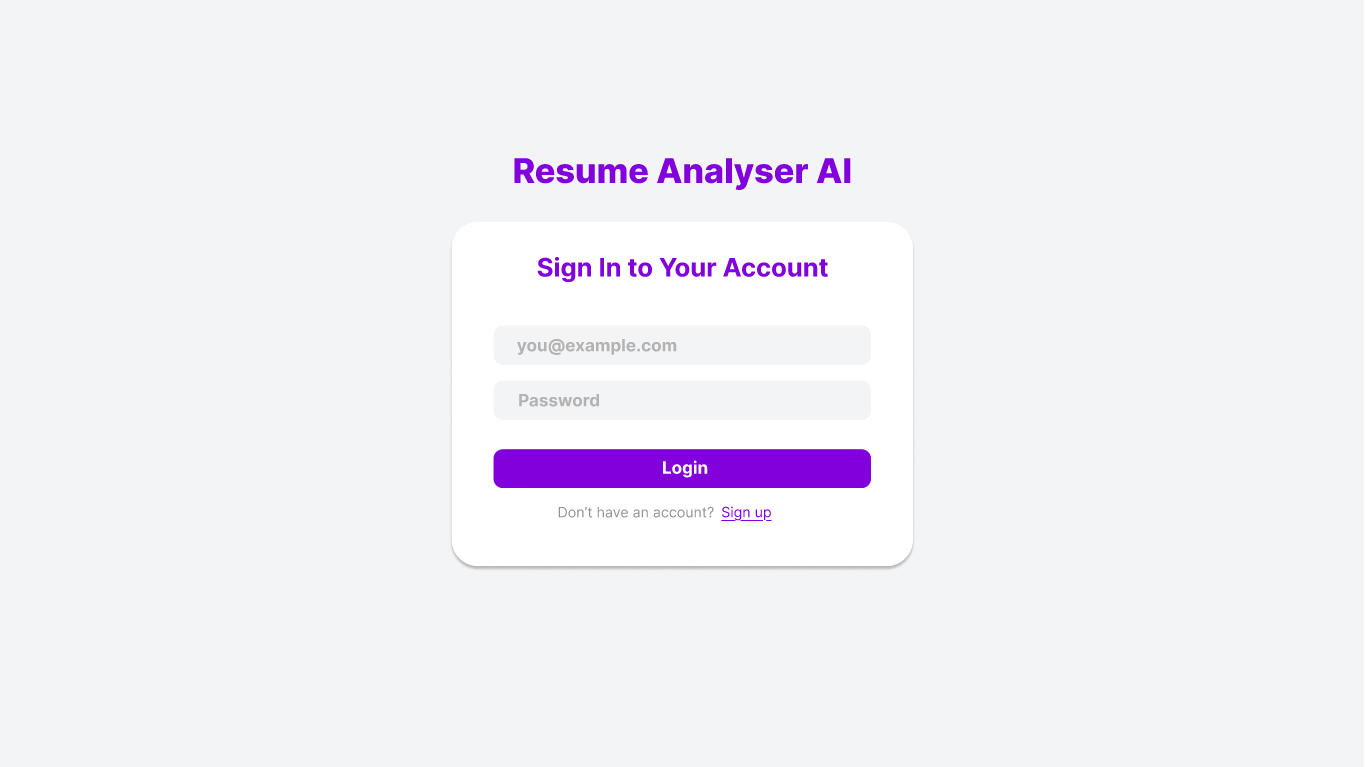 Resume Analyser AI
Sign In to Your Account
you@example.com
Password
Login
Don't have an account? Sign up